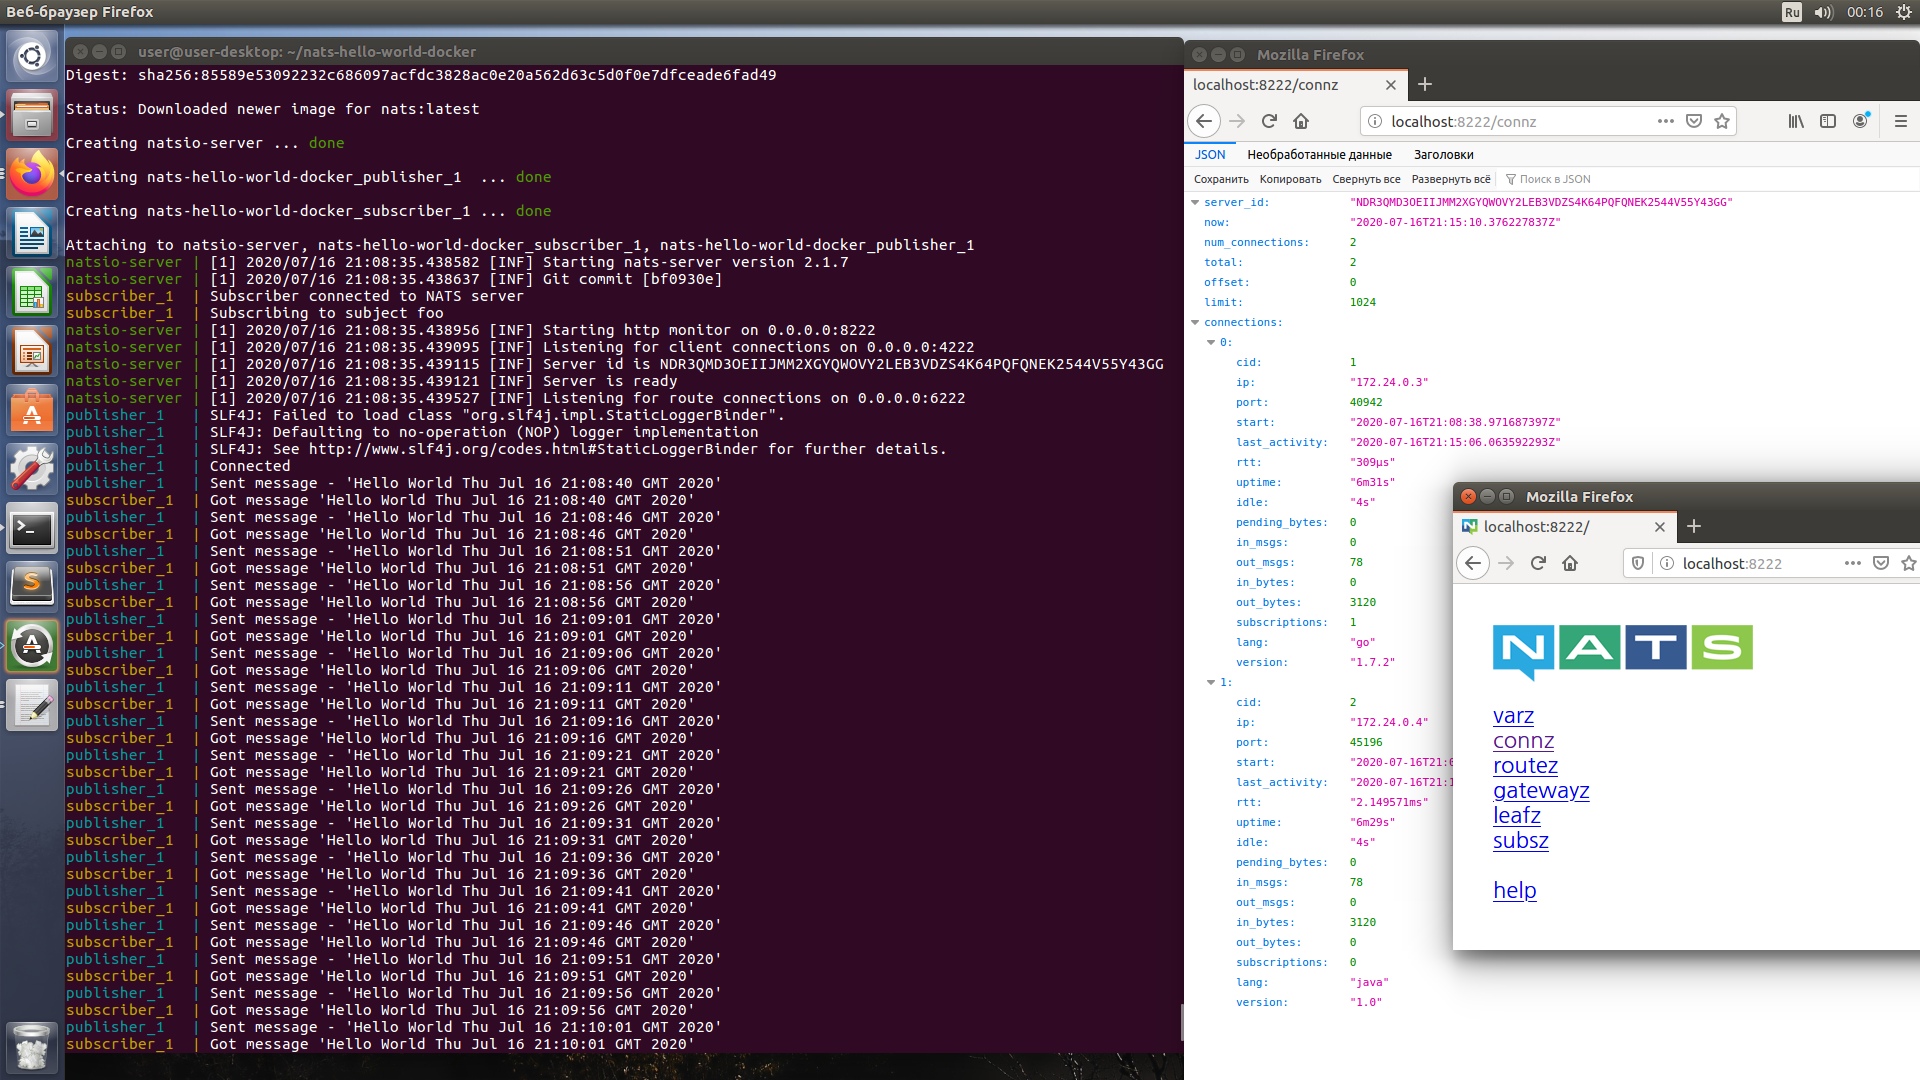 Веб-браузер Firefox
Ru
00:16
user@user-desktop: ~/nats-hello-world-docker
Digest: sha256:85589e53092232c686097acfdc3828ac0e20a562d63c5d0f0e7dfceade6fad49
Status: Downloaded newer image for nats:latest
Creating natsio-server ... done
Creating nats-hello-world-docker_publisher_1  ... done
Creating nats-hello-world-docker_subscriber_1 ... done
Attaching to natsio-server, nats-hello-world-docker_subscriber_1, nats-hello-world-docker_publisher_1
natsio-server | [1] 2020/07/16 21:08:35.438582 [INF] Starting nats-server version 2.1.7
natsio-server | [1] 2020/07/16 21:08:35.438637 [INF] Git commit [bf0930e]
subscriber_1  | Subscriber connected to NATS server
subscriber_1  | Subscribing to subject foo
natsio-server | [1] 2020/07/16 21:08:35.438956 [INF] Starting http monitor on 0.0.0.0:8222
natsio-server | [1] 2020/07/16 21:08:35.439095 [INF] Listening for client connections on 0.0.0.0:4222
natsio-server | [1] 2020/07/16 21:08:35.439115 [INF] Server id is NDR3QMD3OEIIJMM2XGYQWOVY2LEB3VDZS4K64PQFQNEK2544V55Y43GG
natsio-server | [1] 2020/07/16 21:08:35.439121 [INF] Server is ready
natsio-server | [1] 2020/07/16 21:08:35.439527 [INF] Listening for route connections on 0.0.0.0:6222
publisher_1   | SLF4J: Failed to load class "org.slf4j.impl.StaticLoggerBinder".
publisher_1   | SLF4J: Defaulting to no-operation (NOP) logger implementation
publisher_1   | SLF4J: See http://www.slf4j.org/codes.html#StaticLoggerBinder for further details.
publisher_1   | Connected
publisher_1   | Sent message - 'Hello World Thu Jul 16 21:08:40 GMT 2020'
subscriber_1  | Got message 'Hello World Thu Jul 16 21:08:40 GMT 2020'
publisher_1   | Sent message - 'Hello World Thu Jul 16 21:08:46 GMT 2020'
subscriber_1  | Got message 'Hello World Thu Jul 16 21:08:46 GMT 2020'
publisher_1   | Sent message - 'Hello World Thu Jul 16 21:08:51 GMT 2020'
subscriber_1  | Got message 'Hello World Thu Jul 16 21:08:51 GMT 2020'
publisher_1   | Sent message - 'Hello World Thu Jul 16 21:08:56 GMT 2020'
subscriber_1  | Got message 'Hello World Thu Jul 16 21:08:56 GMT 2020'
publisher_1   | Sent message - 'Hello World Thu Jul 16 21:09:01 GMT 2020'
subscriber_1  | Got message 'Hello World Thu Jul 16 21:09:01 GMT 2020'
publisher_1   | Sent message - 'Hello World Thu Jul 16 21:09:06 GMT 2020'
subscriber_1  | Got message 'Hello World Thu Jul 16 21:09:06 GMT 2020'
publisher_1   | Sent message - 'Hello World Thu Jul 16 21:09:11 GMT 2020'
subscriber_1  | Got message 'Hello World Thu Jul 16 21:09:11 GMT 2020'
publisher_1   | Sent message - 'Hello World Thu Jul 16 21:09:16 GMT 2020'
subscriber_1  | Got message 'Hello World Thu Jul 16 21:09:16 GMT 2020'
publisher_1   | Sent message - 'Hello World Thu Jul 16 21:09:21 GMT 2020'
subscriber_1  | Got message 'Hello World Thu Jul 16 21:09:21 GMT 2020'
publisher_1   | Sent message - 'Hello World Thu Jul 16 21:09:26 GMT 2020'
subscriber_1  | Got message 'Hello World Thu Jul 16 21:09:26 GMT 2020'
publisher_1   | Sent message - 'Hello World Thu Jul 16 21:09:31 GMT 2020'
subscriber_1  | Got message 'Hello World Thu Jul 16 21:09:31 GMT 2020'
publisher_1   | Sent message - 'Hello World Thu Jul 16 21:09:36 GMT 2020'
subscriber_1  | Got message 'Hello World Thu Jul 16 21:09:36 GMT 2020'
publisher_1   | Sent message - 'Hello World Thu Jul 16 21:09:41 GMT 2020'
subscriber_1  | Got message 'Hello World Thu Jul 16 21:09:41 GMT 2020'
publisher_1   | Sent message - 'Hello World Thu Jul 16 21:09:46 GMT 2020'
subscriber_1  | Got message 'Hello World Thu Jul 16 21:09:46 GMT 2020'
publisher_1   | Sent message - 'Hello World Thu Jul 16 21:09:51 GMT 2020'
subscriber_1  | Got message 'Hello World Thu Jul 16 21:09:51 GMT 2020'
publisher_1   | Sent message - 'Hello World Thu Jul 16 21:09:56 GMT 2020'
subscriber_1  | Got message 'Hello World Thu Jul 16 21:09:56 GMT 2020'
publisher_1   | Sent message - 'Hello World Thu Jul 16 21:10:01 GMT 2020'
subscriber_1  | Got message 'Hello World Thu Jul 16 21:10:01 GMT 2020'
Mozilla Firefox
localhost:8222/connz
localhost:8222/connz
JSON Необработанные данные Заголовки
Сохранить Копировать Свернуть все Развернуть всё Поиск в JSON
server_id: "NDR3QMD3OEIIJMM2XGYQWOVY2LEB3VDZS4K64PQFQNEK2544V55Y43GG"
now: "2020-07-16T21:15:10.376227837Z"
num_connections: 2
total: 2
offset: 0
limit: 1024
connections:
0:
cid: 1
ip: "172.24.0.3"
port: 40942
start: "2020-07-16T21:08:38.971687397Z"
last_activity: "2020-07-16T21:15:06.063592293Z"
rtt: "309µs"
uptime: "6m31s"
idle: "4s"
pending_bytes: 0
in_msgs: 0
out_msgs: 78
in_bytes: 0
out_bytes: 3120
subscriptions: 1
lang: "go"
version: "1.7.2"
1:
cid: 2
ip: "172.24.0.4"
port: 45196
start: "2020-07-16T21:0
last_activity: "2020-07-16T21:1
rtt: "2.149571ms"
uptime: "6m29s"
idle: "4s"
pending_bytes: 0
in_msgs: 78
out_msgs: 0
in_bytes: 3120
out_bytes: 0
subscriptions: 0
lang: "java"
version: "1.0"
Mozilla Firefox
localhost:8222/
localhost:8222
NATS
varz
connz
routez
gatewayz
leafz
subsz
help